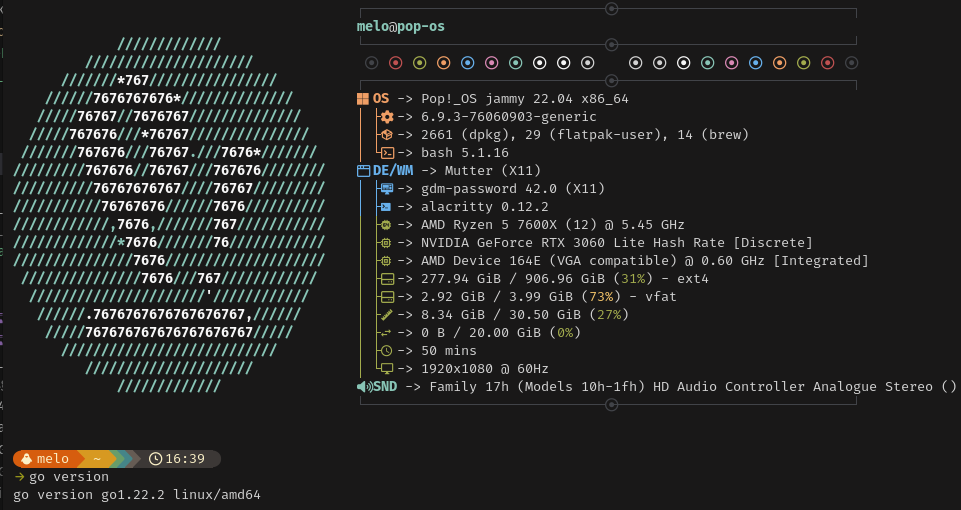 melo@pop-os
/////////////
/////////////////////
///////*767////////////////
//////7676767676*//////////////
/////76767//7676767//////////////
/////767676///*76767///////////////
///////767676///76767.///7676*///////
/////////767676//76767///767676////////
//////////76767676767////76767/////////
///////////76767676//////7676//////////
////////////,7676,///////767///////////
/////////////*7676///////76////////////
///////////////7676////////////////////
///////////////7676///767////////////
//////////////////////'////////////
//////.7676767676767676767,//////
/////767676767676767676767/////
///////////////////////////
/////////////////////
/////////////
OS -> Pop!_OS jammy 22.04 x86_64
-> 6.9.3-76060903-generic
-> 2661 (dpkg), 29 (flatpak-user), 14 (brew)
-> bash 5.1.16
DE/WM -> Mutter (X11)
-> gdm-password 42.0 (X11)
-> alacritty 0.12.2
-> AMD Ryzen 5 7600X (12) @ 5.45 GHz
-> NVIDIA GeForce RTX 3060 Lite Hash Rate [Discrete]
-> AMD Device 164E (VGA compatible) @ 0.60 GHz [Integrated]
-> 277.94 GiB / 906.96 GiB (31%) - ext4
-> 2.92 GiB / 3.99 GiB (73%) - vfat
-> 8.34 GiB / 30.50 GiB (27%)
-> 0 B / 20.00 GiB (0%)
-> 50 mins
-> 1920x1080 @ 60Hz
SND -> Family 17h (Models 10h-1fh) HD Audio Controller Analogue Stereo ()
melo ~ 16:39
→ go version
go version go1.22.2 linux/amd64